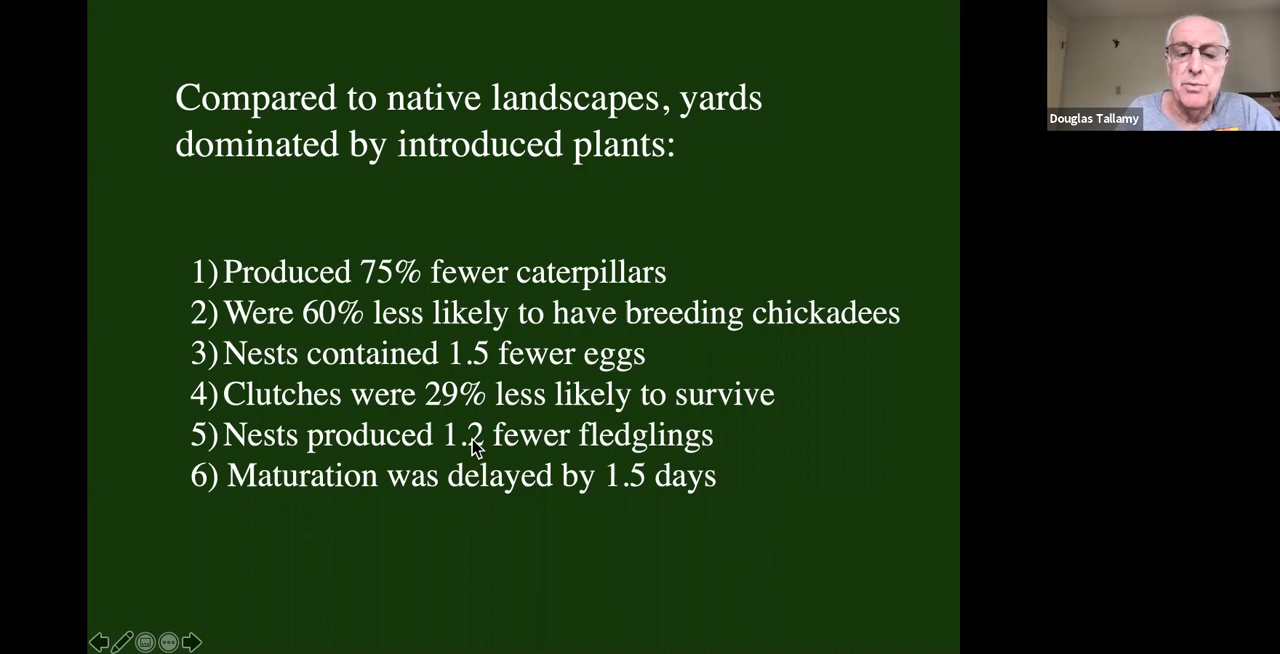 Compared to native landscapes, yards
dominated by introduced plants:
1) Produced 75% fewer caterpillars
2) Were 60% less likely to have breeding chickadees
3) Nests contained 1.5 fewer eggs
4) Clutches were 29% less likely to survive
5) Nests produced 1.2 fewer fledglings
6) Maturation was delayed by 1.5 days
Douglas Tallamy